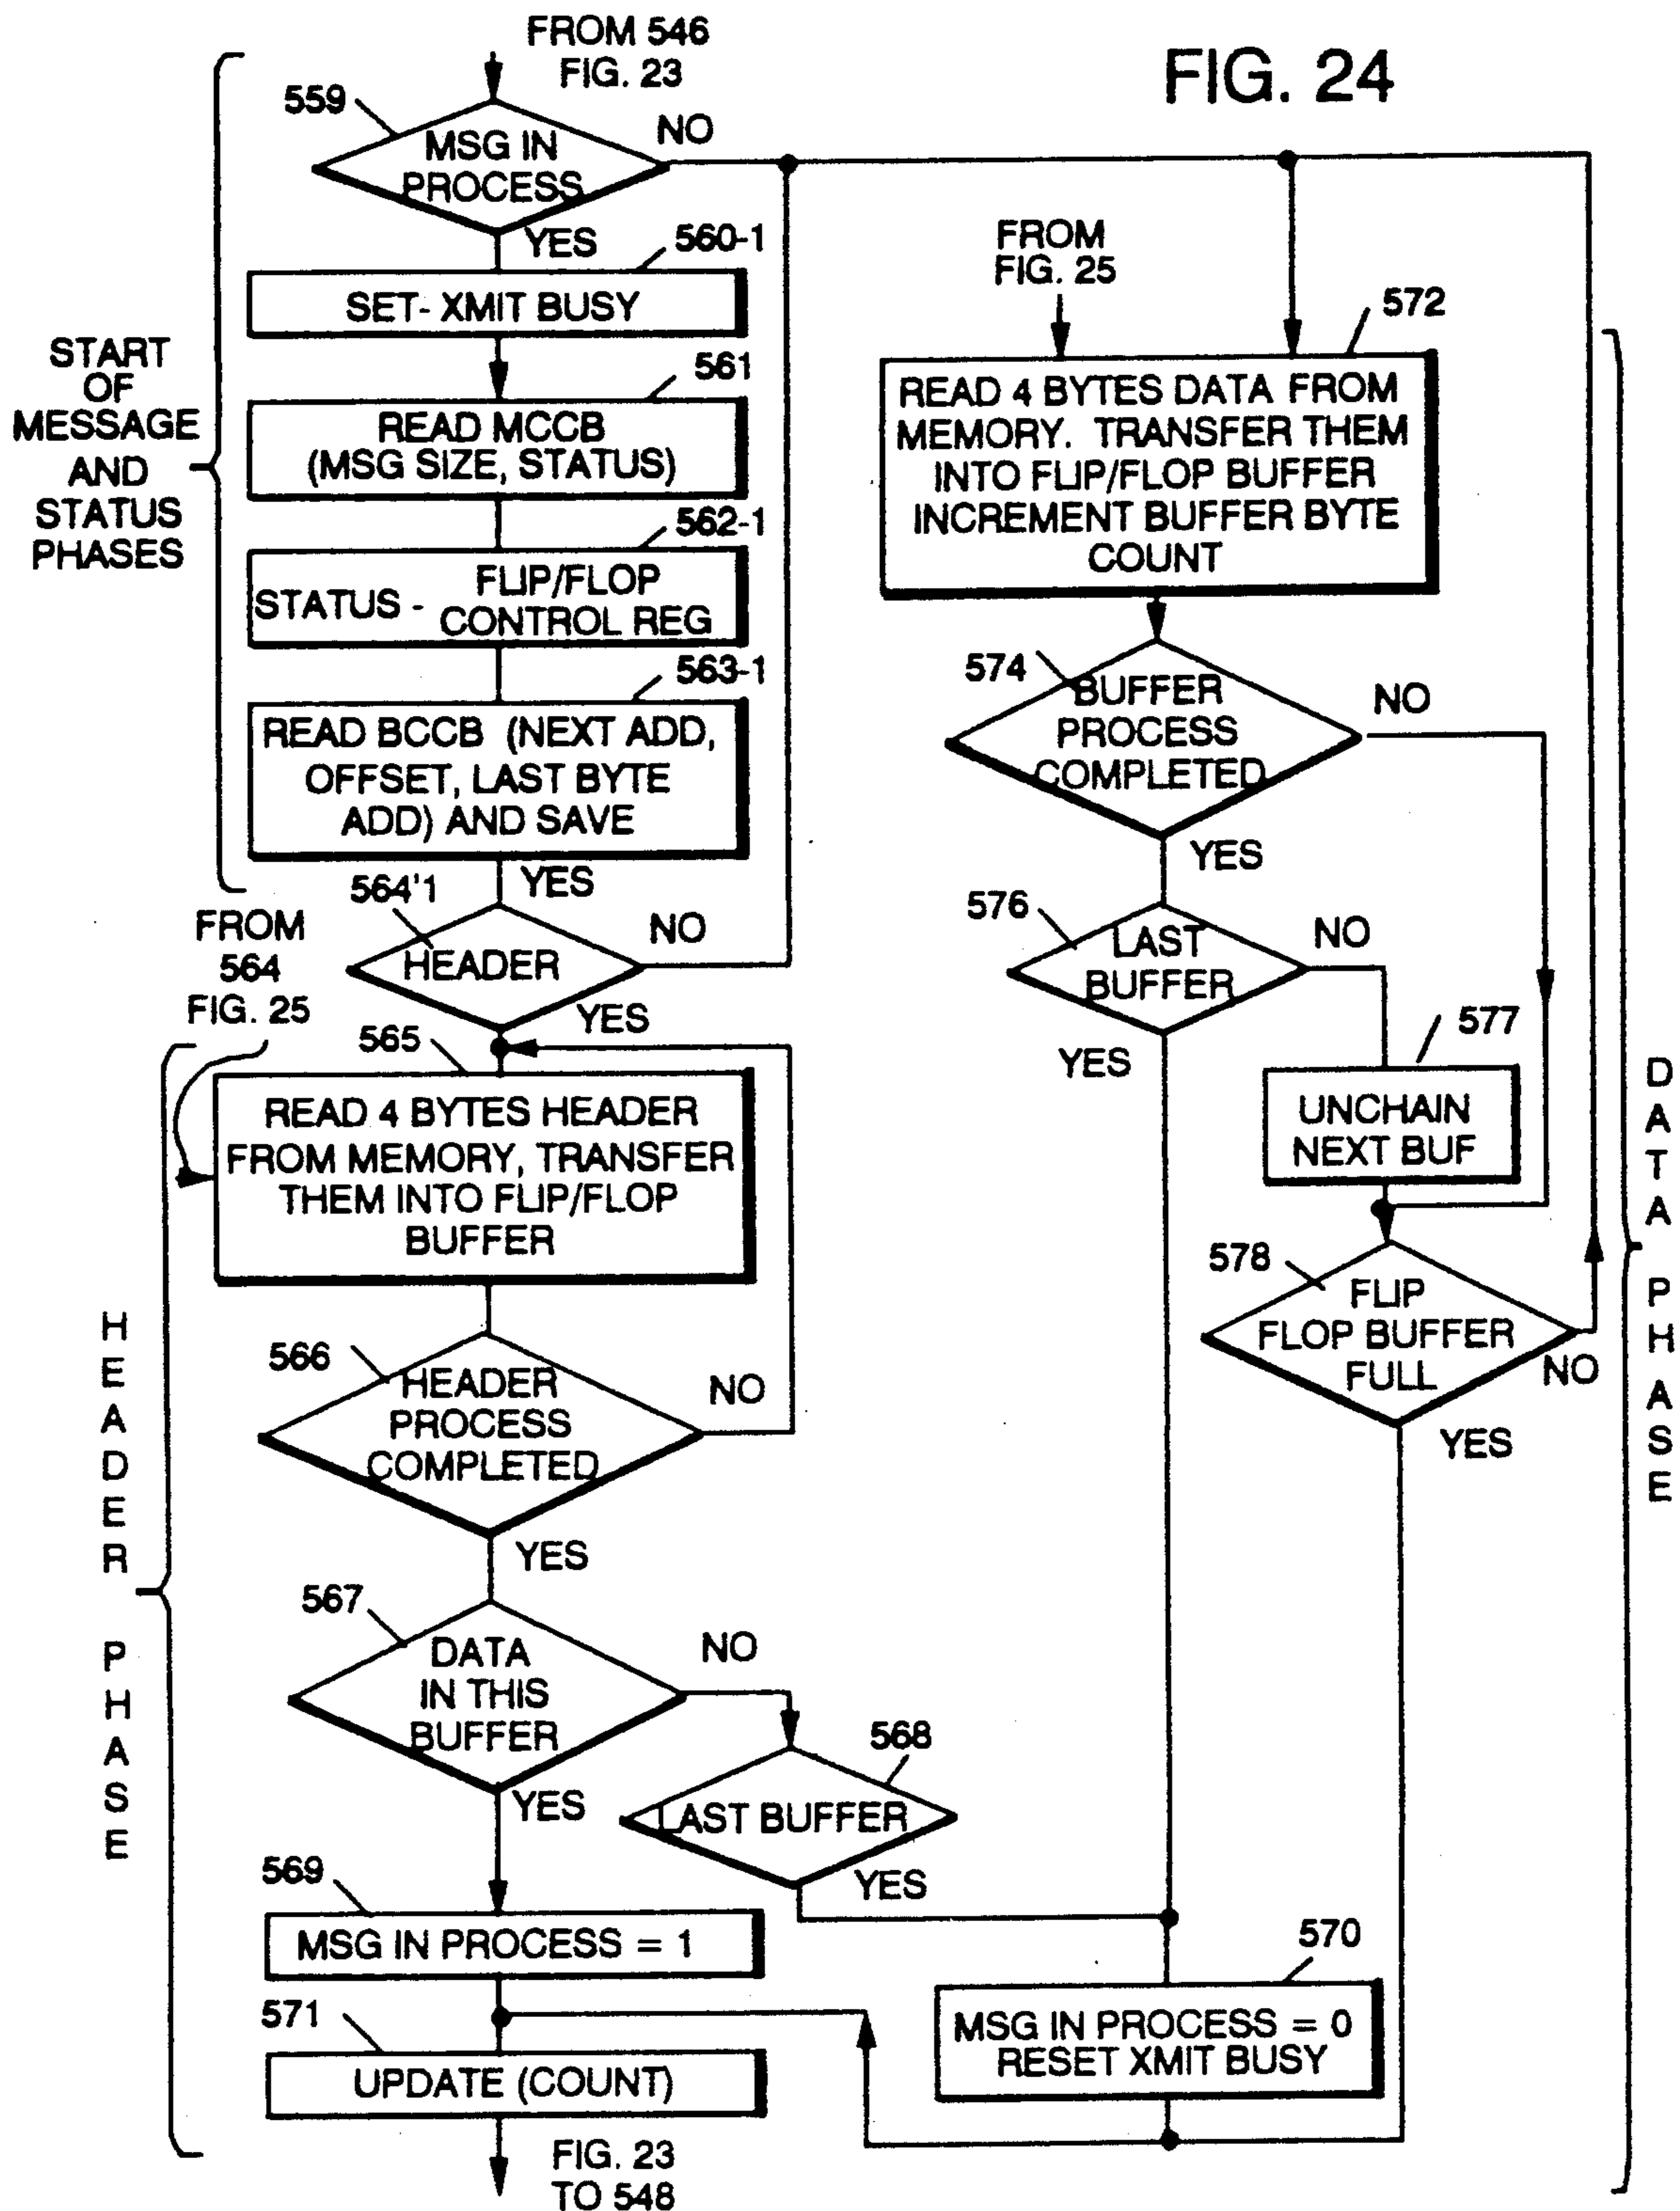 FROM 546
FIG. 23
FIG. 24
559
MSG IN
PROCESS
NO
YES
560-1
SET- XMIT BUSY
START
OF
MESSAGE
AND
STATUS
PHASES
561
READ MCCB
(MSG SIZE, STATUS)
562-1
STATUS - FLIP/FLOP
CONTROL REG
563-1
READ BCCB (NEXT ADD,
OFFSET, LAST BYTE
ADD) AND SAVE
YES
564'1
HEADER
NO
YES
FROM
564
FIG. 25
565
READ 4 BYTES HEADER
FROM MEMORY, TRANSFER
THEM INTO FLIP/FLOP
BUFFER
566
HEADER
PROCESS
COMPLETED
NO
YES
HEADER PHASE
567
DATA
IN THIS
BUFFER
NO
YES
568
LAST BUFFER
YES
569
MSG IN PROCESS = 1
571
UPDATE (COUNT)
FIG. 23
TO 548
FROM
FIG. 25
572
READ 4 BYTES DATA FROM
MEMORY. TRANSFER THEM
INTO FLIP/FLOP BUFFER
INCREMENT BUFFER BYTE
COUNT
574
BUFFER
PROCESS
COMPLETED
NO
YES
576
LAST
BUFFER
NO
YES
577
UNCHAIN
NEXT BUF
578
FLIP
FLOP BUFFER
FULL
NO
YES
DATA PHASE
570
MSG IN PROCESS = 0
RESET XMIT BUSY